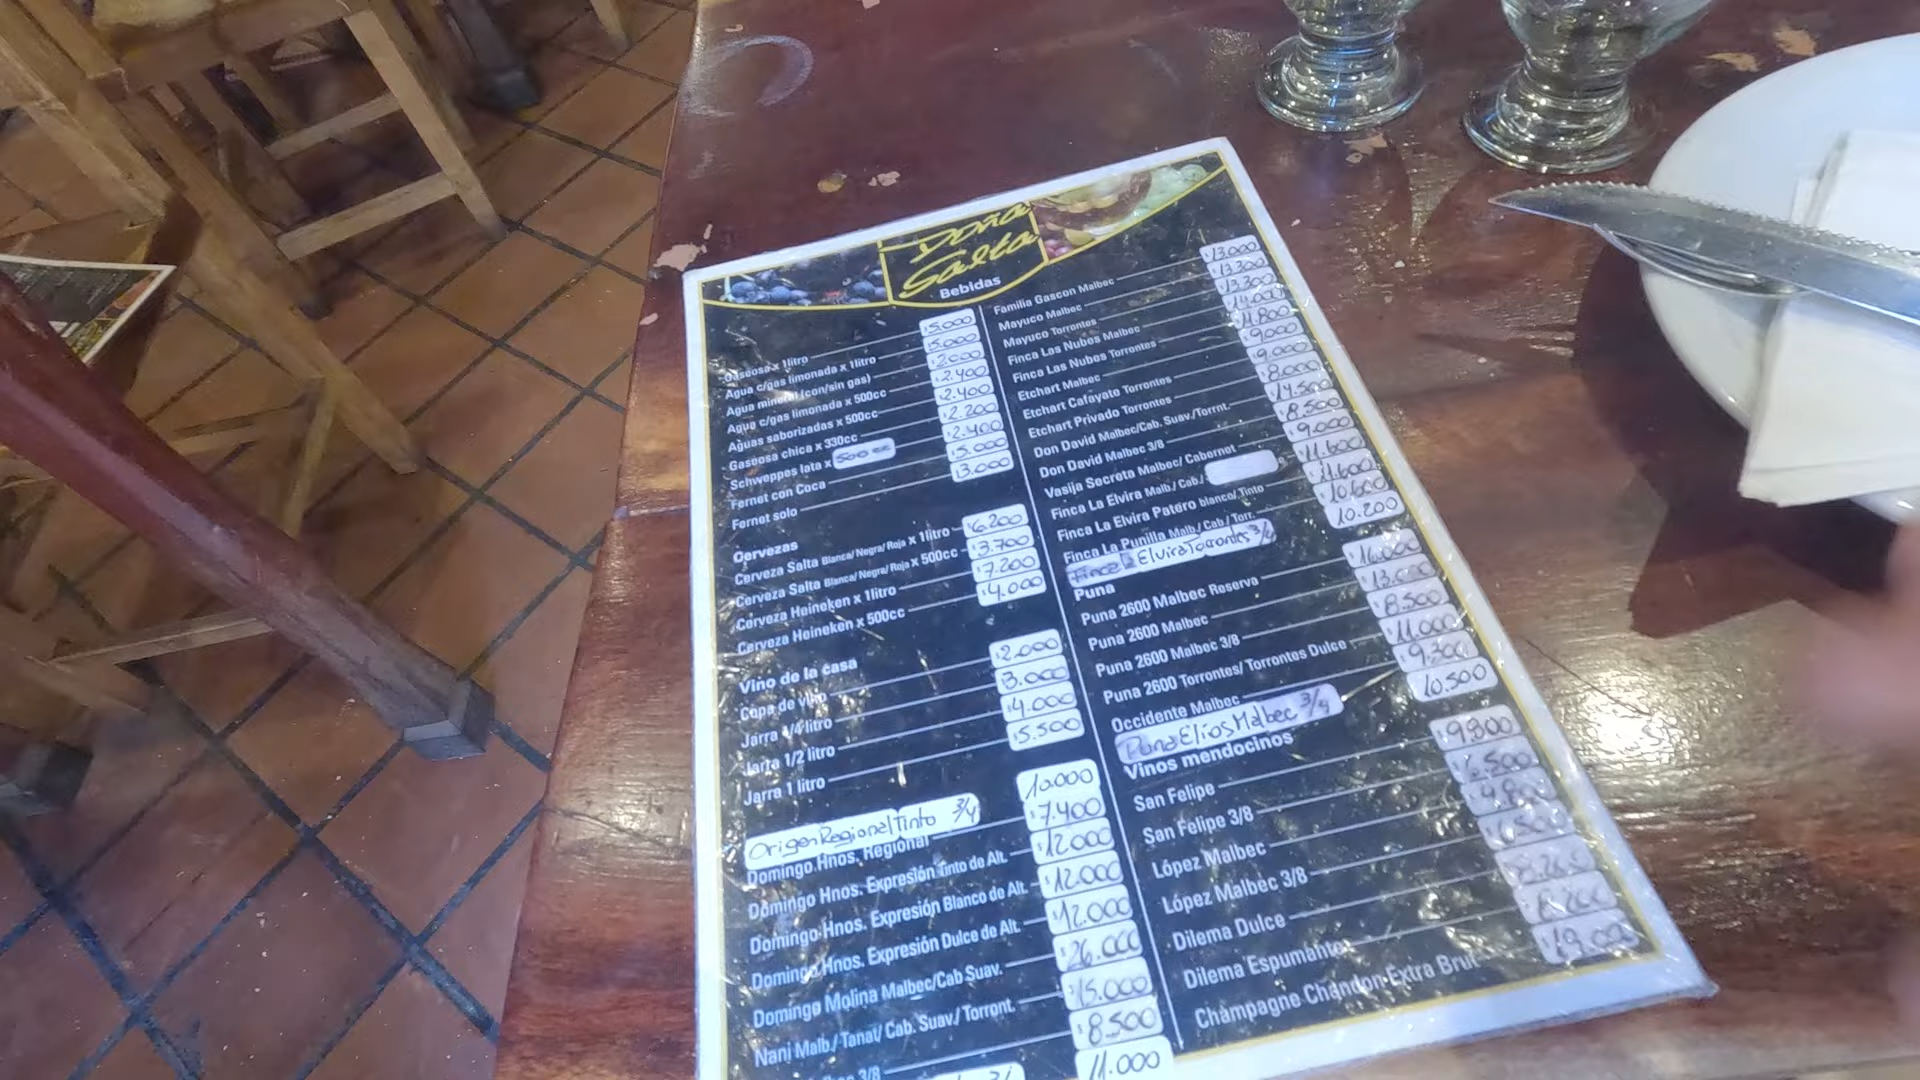 Doña
Salta
Bebidas
Gaseosa x 1litro 5.000
Agua c/gas limonada x 1litro 5.000
Agua mineral (con/sin gas) 2.000
Agua c/gas limonada x 500cc 2.400
Aguas saborizadas x 500cc 2.400
Gaseosa chica x 330cc 2.200
Schweppes lata x 500 cc 2.400
Fernet con Coca 5.000
Fernet solo 3.000
Cervezas
Cerveza Salta Blanca/Negra/Roja x 1litro 6.200
Cerveza Salta Blanca/Negra/Roja x 500cc 3.700
Cerveza Heineken x 1litro 7.200
Cerveza Heineken x 500cc 4.000
Vino de la casa
Copa de vino 2.000
Jarra 1/4 litro 3.000
Jarra 1/2 litro 4.000
Jarra 1 litro 5.500
Origen Regional Tinto 3/4 10.000
Domingo Hnos. Regional 7.400
Domingo Hnos. Expresión Tinto de Alt. 12.000
Domingo Hnos. Expresión Blanco de Alt. 12.000
Domingo Hnos. Expresión Dulce de Alt. 12.000
Domingo Molina Malbec/Cab Suav. 26.000
Nani Malb./ Tanat/ Cab. Suav./ Torront. 15.000
3/8 8.500
11.000
Familia Gascon Malbec 13.000
Mayuco Malbec 13.300
Mayuco Torrontes 13.300
Finca Las Nubes Malbec 14.000
Finca Las Nubes Torrontes 11.800
Etchart Malbec 9.000
Etchart Cafayate Torrontes 9.000
Etchart Privado Torrontes 8.000
Don David Malbec/Cab. Suav./Torrnt. 14.500
Don David Malbec 3/8 8.500
Vasija Secreta Malbec/ Cabernet 9.000
Finca La Elvira Malb./ Cab./ 11.600
Finca La Elvira Patero blanco/ Tinto 11.600
Finca La Punilla Malb./ Cab./ Torr. 10.600
Finca La Elvira Torrontes 3/4 10.200
Puna
Puna 2600 Malbec Reserva 16.000
Puna 2600 Malbec 13.000
Puna 2600 Malbec 3/8 8.500
Puna 2600 Torrontes/ Torrontes Dulce 11.000
Occidente Malbec 9.300
Puna Elios Malbec 3/4 10.500
Vinos mendocinos
San Felipe 9.900
San Felipe 3/8 6.500
López Malbec
López Malbec 3/8 6.500
Dilema Dulce 8.200
Dilema Espumante 8.200
Champagne Chandon Extra Brut 19.000